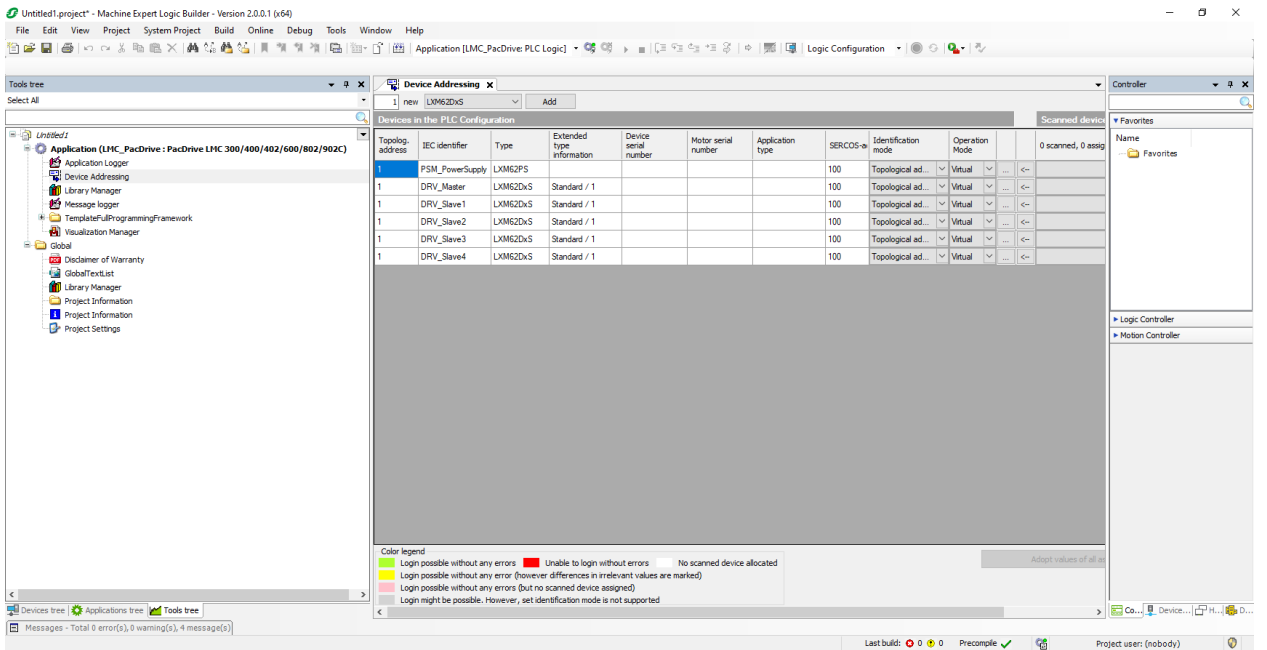 Untitled1.project* - Machine Expert Logic Builder - Version 2.0.0.1 (x64)
File Edit View Project System Project Build Online Debug Tools Window Help
Application [LMC_PacDrive: PLC Logic] Logic Configuration
Tools tree
Select All
Untitled1
Application (LMC_PacDrive : PacDrive LMC 300/400/402/600/802/902C)
Application Logger
Device Addressing
Library Manager
Message logger
TemplateFullProgrammingFramework
Visualization Manager
Global
Disclaimer of Warranty
GlobalTextList
Library Manager
Project Information
Project Information
Project Settings
Devices tree Applications tree Tools tree
Device Addressing
1 new LXM62DxS Add
Devices in the PLC Configuration Scanned device
Topolog. address IEC identifier Type Extended type information Device serial number Motor serial number Application type SERCOS-a Identification mode Operation Mode 0 scanned, 0 assig
1 PSM_PowerSupply LXM62PS 100 Topological ad... Virtual ... <--
1 DRV_Master LXM62DxS Standard / 1 100 Topological ad... Virtual ... <--
1 DRV_Slave1 LXM62DxS Standard / 1 100 Topological ad... Virtual ... <--
1 DRV_Slave2 LXM62DxS Standard / 1 100 Topological ad... Virtual ... <--
1 DRV_Slave3 LXM62DxS Standard / 1 100 Topological ad... Virtual ... <--
1 DRV_Slave4 LXM62DxS Standard / 1 100 Topological ad... Virtual ... <--
Color legend
Login possible without any errors Unable to login without errors No scanned device allocated
Login possible without any error (however differences in irrelevant values are marked)
Login possible without any errors (but no scanned device assigned)
Login might be possible. However, set identification mode is not supported
Adopt values of all as
Controller
Favorites
Name
Favorites
Logic Controller
Motion Controller
Co... Device... H... D...
Messages - Total 0 error(s), 0 warning(s), 4 message(s)
Last build: 0 0 Precompile Project user: (nobody)